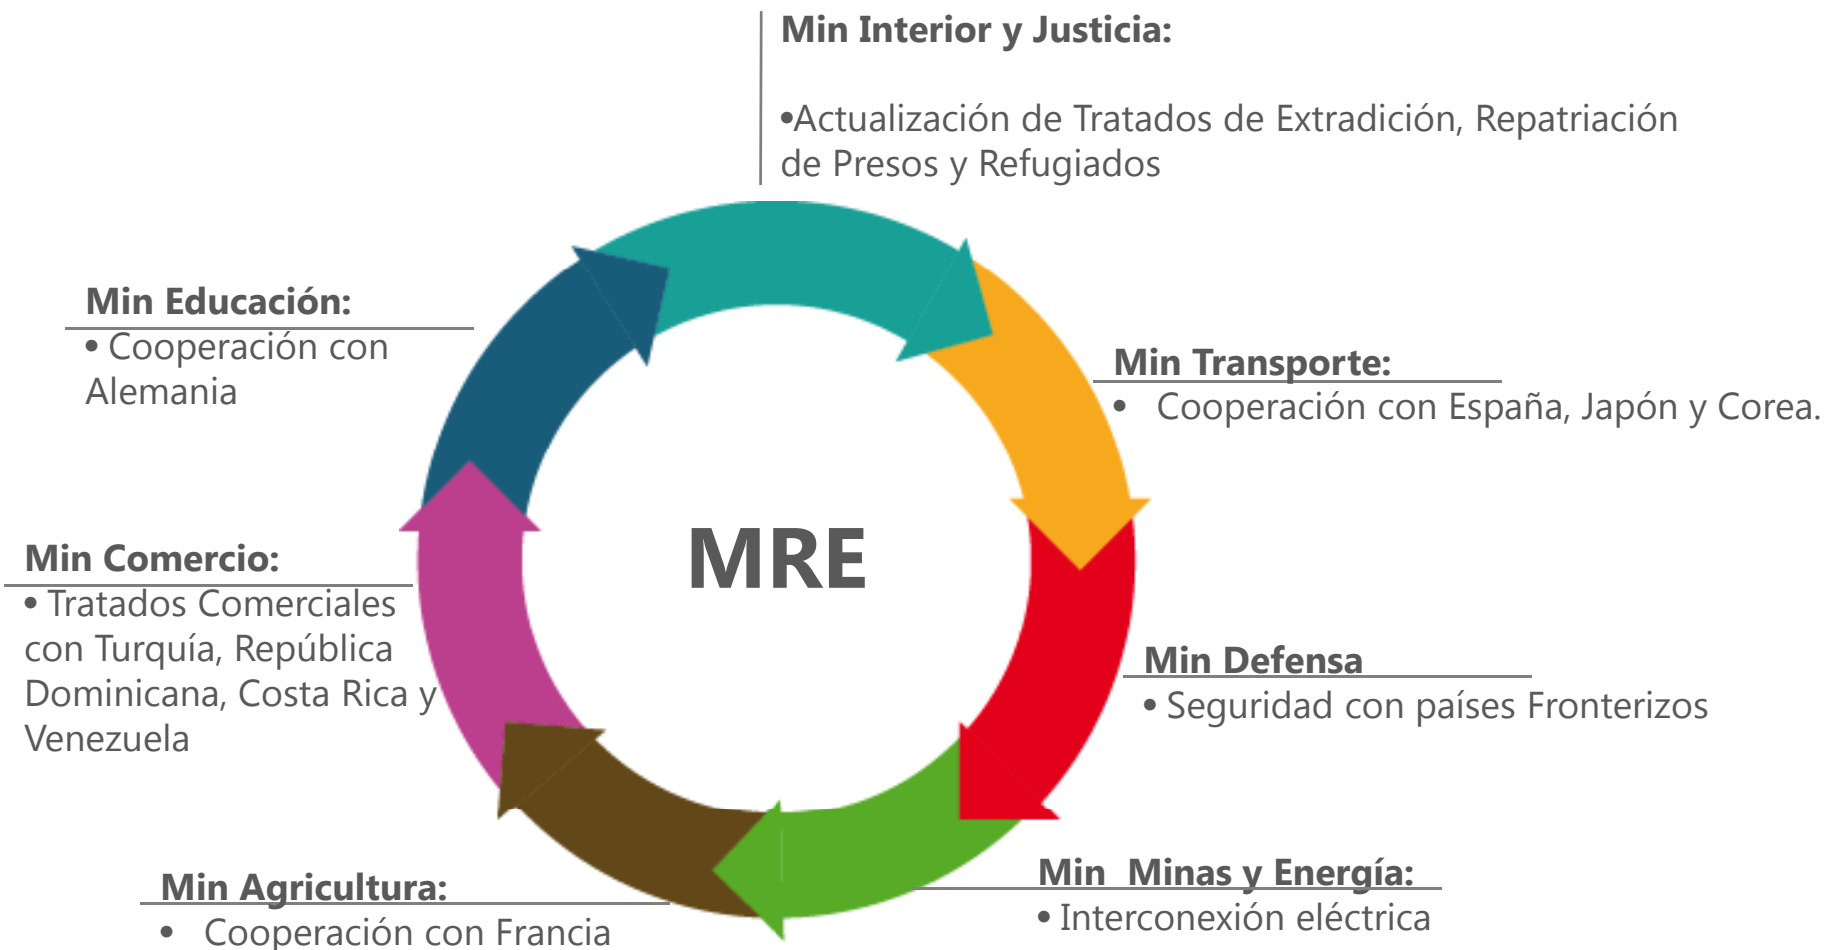 Min Interior y Justicia:
•Actualización de Tratados de Extradición, Repatriación
de Presos y Refugiados
Min Educación:
• Cooperación con
Alemania
Min Transporte:
• Cooperación con España, Japón y Corea.
MRE
Min Comercio:
• Tratados Comerciales
con Turquía, República
Dominicana, Costa Rica y
Venezuela
Min Defensa
• Seguridad con países Fronterizos
Min Minas y Energía:
• Interconexión eléctrica
Min Agricultura:
• Cooperación con Francia